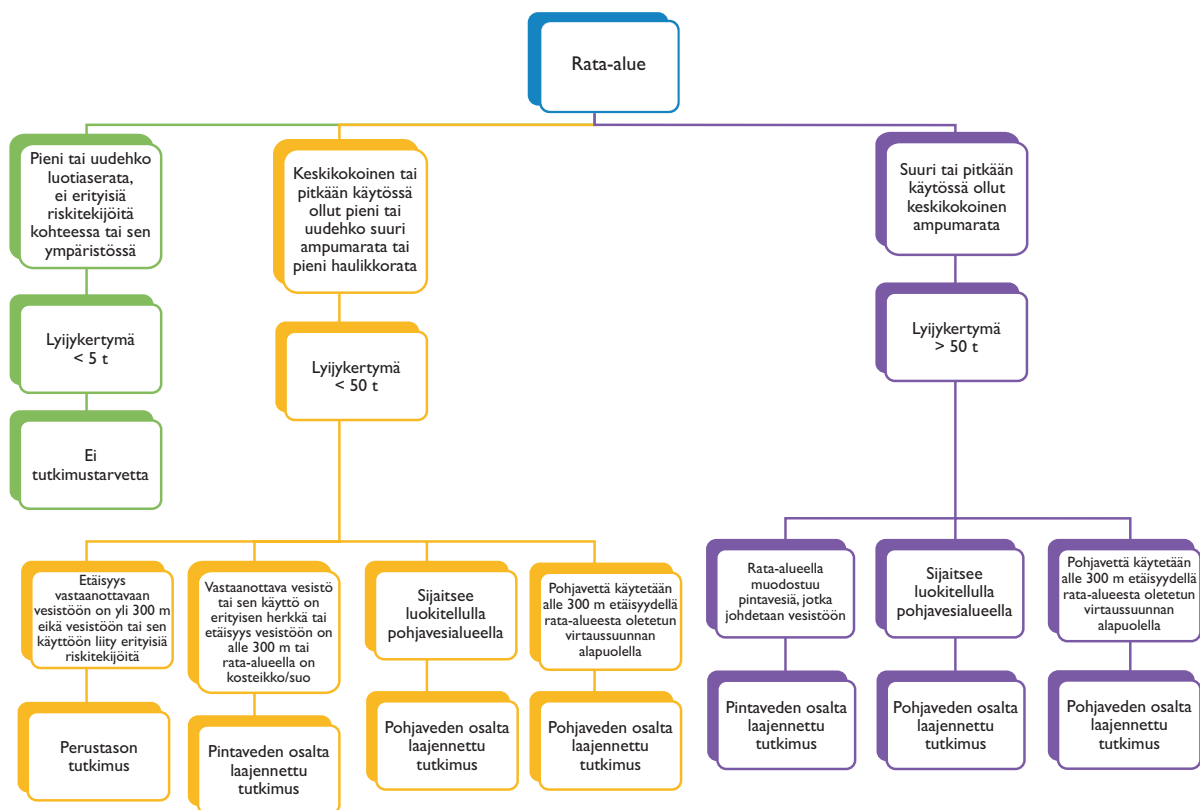 Rata-alue
Pieni tai uudehko
luotiaserata,
ei erityisiä
riskitekijöitä
kohteessa tai sen
ympäristössä
Lyijykertymä
< 5 t
Ei
tutkimustarvetta
Keskikokoinen tai
pitkään käytössä
ollut pieni tai
uudehko suuri
ampumarata tai
pieni haulikkorata
Lyijykertymä
< 50 t
Etäisyys
vastaanottavaan
vesistöön on yli 300 m
eikä vesistöön tai sen
käyttöön liity erityisiä
riskitekijöitä
Perustason
tutkimus
Vastaanottava vesistö
tai sen käyttö on
erityisen herkkä tai
etäisyys vesistöön on
alle 300 m tai
rata-alueella on
kosteikko/suo
Pintaveden osalta
laajennettu
tutkimus
Sijaitsee
luokitellulla
pohjavesialueella
Pohjaveden osalta
laajennettu
tutkimus
Pohjavettä käytetään
alle 300 m etäisyydellä
rata-alueesta oletetun
virtaussuunnan
alapuolella
Pohjaveden osalta
laajennettu
tutkimus
Suuri tai pitkään
käytössä ollut
keskikokoinen
ampumarata
Lyijykertymä
> 50 t
Rata-alueella
muodostuu
pintavesiä, jotka
johdetaan vesistöön
Pintaveden osalta
laajennettu
tutkimus
Sijaitsee
luokitellulla
pohjavesialueella
Pohjaveden osalta
laajennettu
tutkimus
Pohjavettä käytetään
alle 300 m etäisyydellä
rata-alueesta oletetun
virtaussuunnan
alapuolella
Pohjaveden osalta
laajennettu
tutkimus